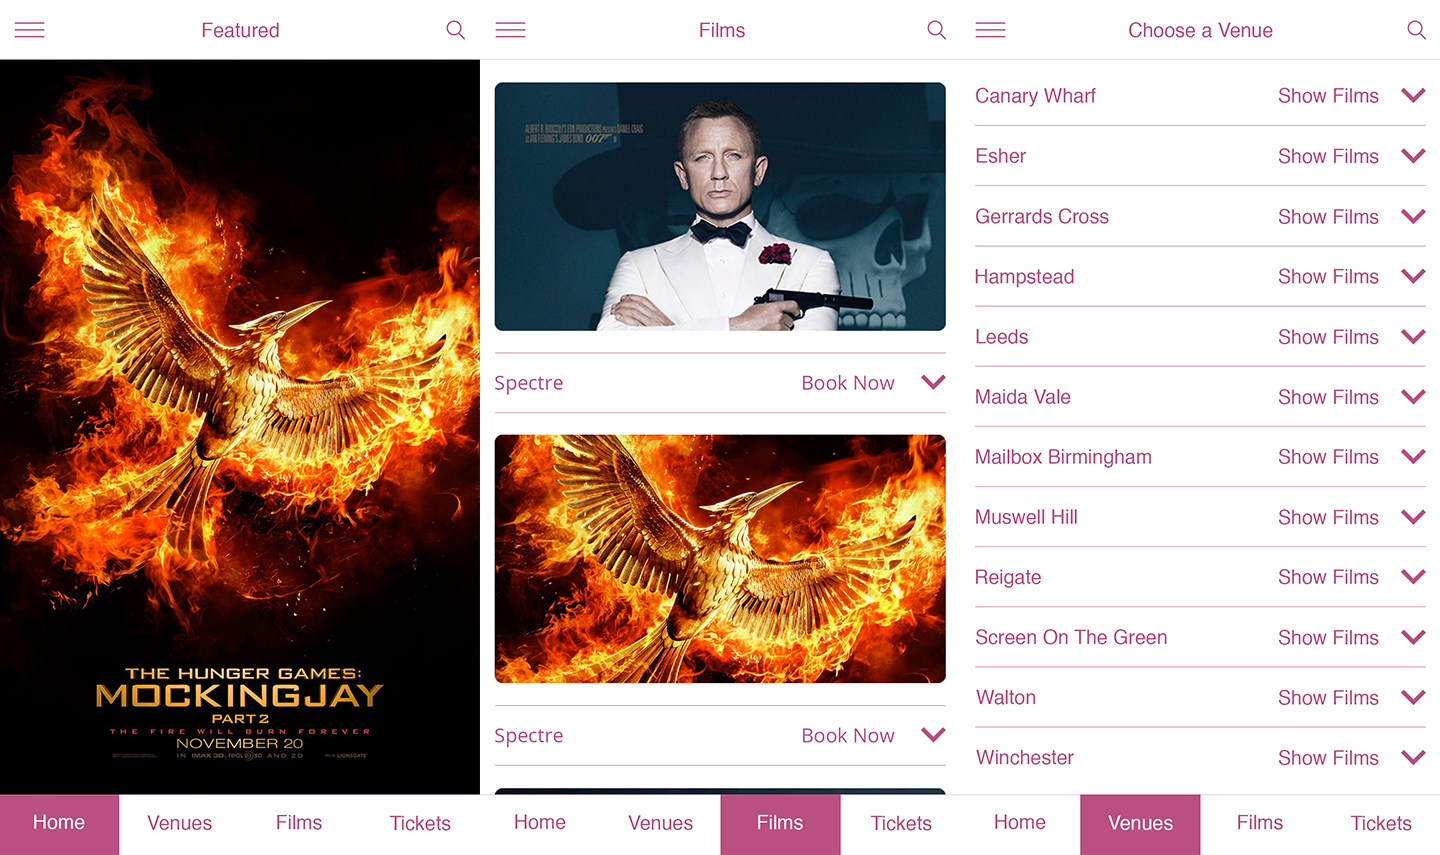 Featured
THE HUNGER GAMES:
MOCKINGJAY
PART 2
THE FIRE WILL BURN FOREVER
NOVEMBER 20
IN IMAX 3D, REAL D 3D AND 2D
LIONSGATE
Home
Venues
Films
Tickets
Films
ALBERT R. BROCCOLI'S EON PRODUCTIONS PRESENTS DANIEL CRAIG
AS IAN FLEMING'S JAMES BOND 007
Spectre
Book Now
Spectre
Book Now
Home
Venues
Films
Tickets
Choose a Venue
Canary Wharf Show Films
Esher Show Films
Gerrards Cross Show Films
Hampstead Show Films
Leeds Show Films
Maida Vale Show Films
Mailbox Birmingham Show Films
Muswell Hill Show Films
Reigate Show Films
Screen On The Green Show Films
Walton Show Films
Winchester Show Films
Home
Venues
Films
Tickets